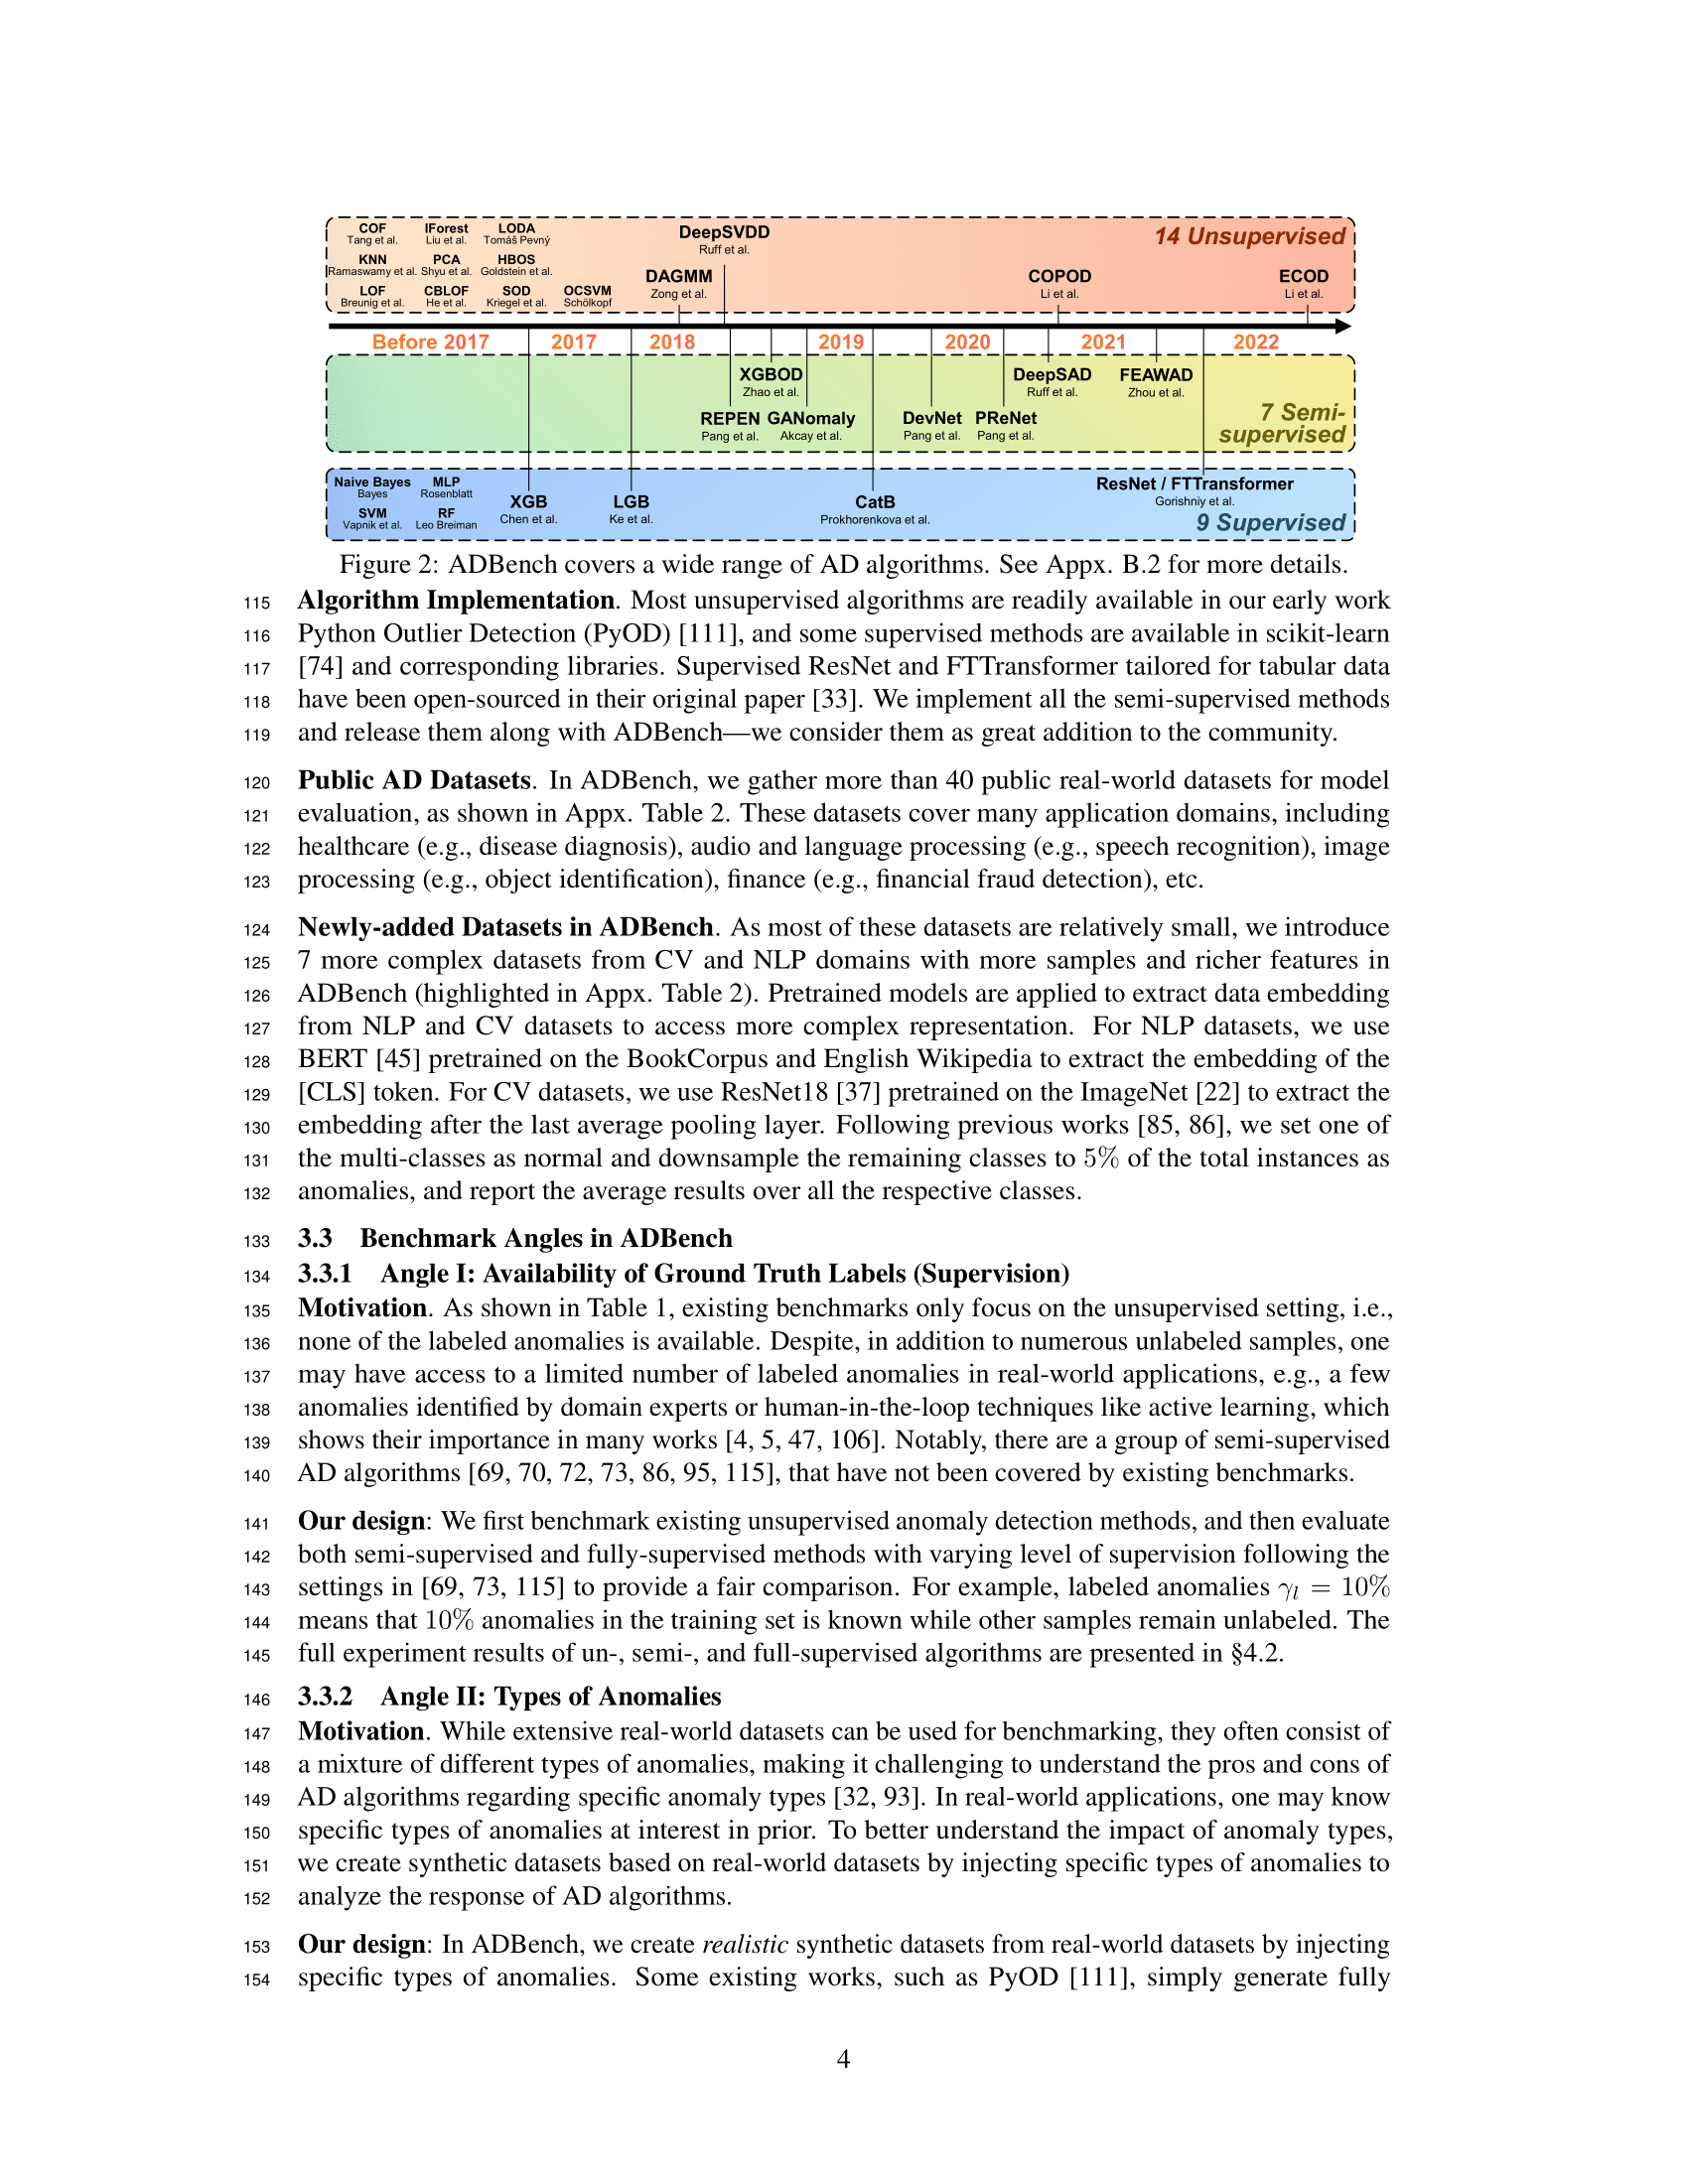 COF IForest LODA
Tang et al. Liu et al. Tomáš Pevný
KNN PCA HBOS
Ramaswamy et al. Shyu et al. Goldstein et al.
LOF CBLOF SOD OCSVM
Breunig et al. He et al. Kriegel et al. Schölkopf
DeepSVDD
Ruff et al.
DAGMM
Zong et al.
COPOD
Li et al.
14 Unsupervised
ECOD
Li et al.
Before 2017 2017 2018 2019 2020 2021 2022
XGBOD DeepSAD FEAWAD
Zhao et al. Ruff et al. Zhou et al.
REPEN GANomaly DevNet PReNet
Pang et al. Akcay et al. Pang et al. Pang et al.
7 Semi-
supervised
Naive Bayes MLP
Bayes Rosenblatt
SVM RF
Vapnik et al. Leo Breiman
XGB LGB CatB
Chen et al. Ke et al. Prokhorenkova et al.
ResNet / FTTransformer
Gorishniy et al.
9 Supervised
Figure 2: ADBench covers a wide range of AD algorithms. See Appx. B.2 for more details.
115 Algorithm Implementation. Most unsupervised algorithms are readily available in our early work
116 Python Outlier Detection (PyOD) [111], and some supervised methods are available in scikit-learn
117 [74] and corresponding libraries. Supervised ResNet and FTTransformer tailored for tabular data
118 have been open-sourced in their original paper [33]. We implement all the semi-supervised methods
119 and release them along with ADBench—we consider them as great addition to the community.
120 Public AD Datasets. In ADBench, we gather more than 40 public real-world datasets for model
121 evaluation, as shown in Appx. Table 2. These datasets cover many application domains, including
122 healthcare (e.g., disease diagnosis), audio and language processing (e.g., speech recognition), image
123 processing (e.g., object identification), finance (e.g., financial fraud detection), etc.
124 Newly-added Datasets in ADBench. As most of these datasets are relatively small, we introduce
125 7 more complex datasets from CV and NLP domains with more samples and richer features in
126 ADBench (highlighted in Appx. Table 2). Pretrained models are applied to extract data embedding
127 from NLP and CV datasets to access more complex representation. For NLP datasets, we use
128 BERT [45] pretrained on the BookCorpus and English Wikipedia to extract the embedding of the
129 [CLS] token. For CV datasets, we use ResNet18 [37] pretrained on the ImageNet [22] to extract the
130 embedding after the last average pooling layer. Following previous works [85, 86], we set one of
131 the multi-classes as normal and downsample the remaining classes to 5% of the total instances as
132 anomalies, and report the average results over all the respective classes.
133 3.3 Benchmark Angles in ADBench
134 3.3.1 Angle I: Availability of Ground Truth Labels (Supervision)
135 Motivation. As shown in Table 1, existing benchmarks only focus on the unsupervised setting, i.e.,
136 none of the labeled anomalies is available. Despite, in addition to numerous unlabeled samples, one
137 may have access to a limited number of labeled anomalies in real-world applications, e.g., a few
138 anomalies identified by domain experts or human-in-the-loop techniques like active learning, which
139 shows their importance in many works [4, 5, 47, 106]. Notably, there are a group of semi-supervised
140 AD algorithms [69, 70, 72, 73, 86, 95, 115], that have not been covered by existing benchmarks.
141 Our design: We first benchmark existing unsupervised anomaly detection methods, and then evaluate
142 both semi-supervised and fully-supervised methods with varying level of supervision following the
143 settings in [69, 73, 115] to provide a fair comparison. For example, labeled anomalies γl = 10%
144 means that 10% anomalies in the training set is known while other samples remain unlabeled. The
145 full experiment results of un-, semi-, and full-supervised algorithms are presented in §4.2.
146 3.3.2 Angle II: Types of Anomalies
147 Motivation. While extensive real-world datasets can be used for benchmarking, they often consist of
148 a mixture of different types of anomalies, making it challenging to understand the pros and cons of
149 AD algorithms regarding specific anomaly types [32, 93]. In real-world applications, one may know
150 specific types of anomalies at interest in prior. To better understand the impact of anomaly types,
151 we create synthetic datasets based on real-world datasets by injecting specific types of anomalies to
152 analyze the response of AD algorithms.
153 Our design: In ADBench, we create realistic synthetic datasets from real-world datasets by injecting
154 specific types of anomalies. Some existing works, such as PyOD [111], simply generate fully
4